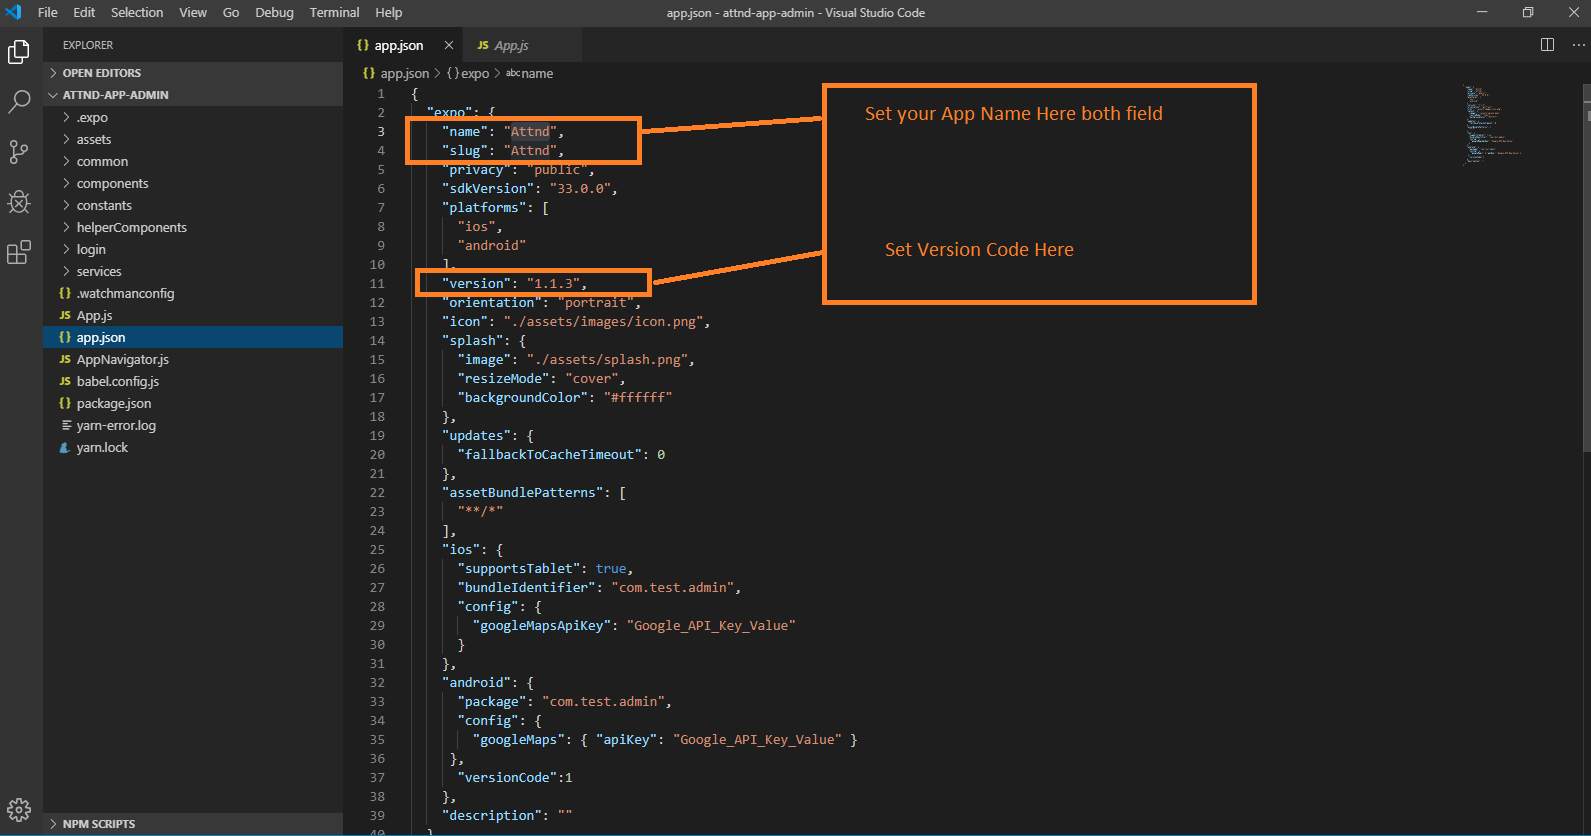 File Edit Selection View Go Debug Terminal Help
app.json - attnd-app-admin - Visual Studio Code
EXPLORER
OPEN EDITORS
ATTND-APP-ADMIN
.expo
assets
common
components
constants
helperComponents
login
services
.watchmanconfig
JS App.js
{} app.json
JS AppNavigator.js
JS babel.config.js
{} package.json
yarn-error.log
yarn.lock
NPM SCRIPTS
{} app.json × JS App.js
{} app.json > {} expo > abc name
1 {
2 "expo": {
3 "name": "Attnd",
4 "slug": "Attnd",
5 "privacy": "public",
6 "sdkVersion": "33.0.0",
7 "platforms": [
8 "ios",
9 "android"
10 ],
11 "version": "1.1.3",
12 "orientation": "portrait",
13 "icon": "./assets/images/icon.png",
14 "splash": {
15 "image": "./assets/splash.png",
16 "resizeMode": "cover",
17 "backgroundColor": "#ffffff"
18 },
19 "updates": {
20 "fallbackToCacheTimeout": 0
21 },
22 "assetBundlePatterns": [
23 "**/*"
24 ],
25 "ios": {
26 "supportsTablet": true,
27 "bundleIdentifier": "com.test.admin",
28 "config": {
29 "googleMapsApiKey": "Google_API_Key_Value"
30 }
31 },
32 "android": {
33 "package": "com.test.admin",
34 "config": {
35 "googleMaps": { "apiKey": "Google_API_Key_Value" }
36 },
37 "versionCode":1
38 },
39 "description": ""
40 }
Set your App Name Here both field
Set Version Code Here